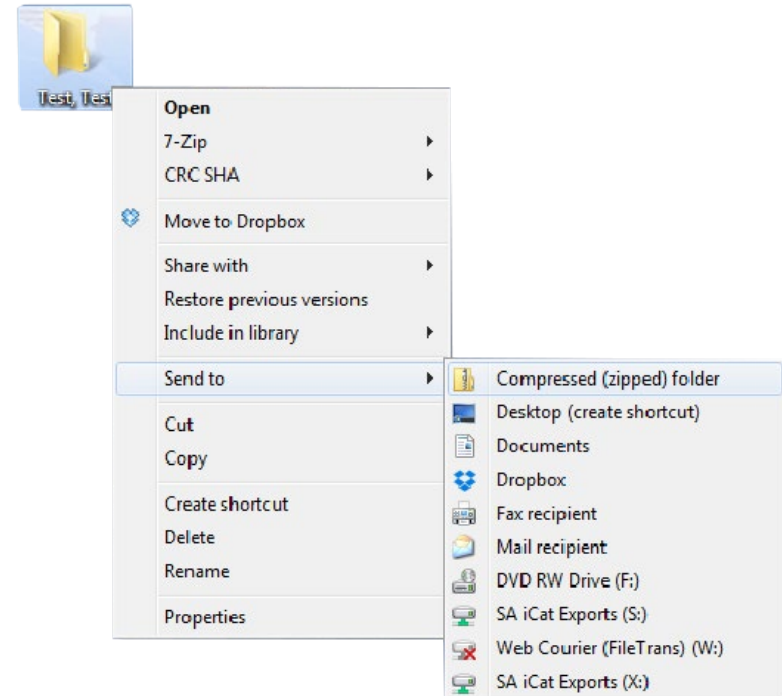 Test, Test
Open
7-Zip
CRC SHA
Move to Dropbox
Share with
Restore previous versions
Include in library
Send to
Cut
Copy
Create shortcut
Delete
Rename
Properties
Compressed (zipped) folder
Desktop (create shortcut)
Documents
Dropbox
Fax recipient
Mail recipient
DVD RW Drive (F:)
SA iCat Exports (S:)
Web Courier (FileTrans) (W:)
SA iCat Exports (X:)